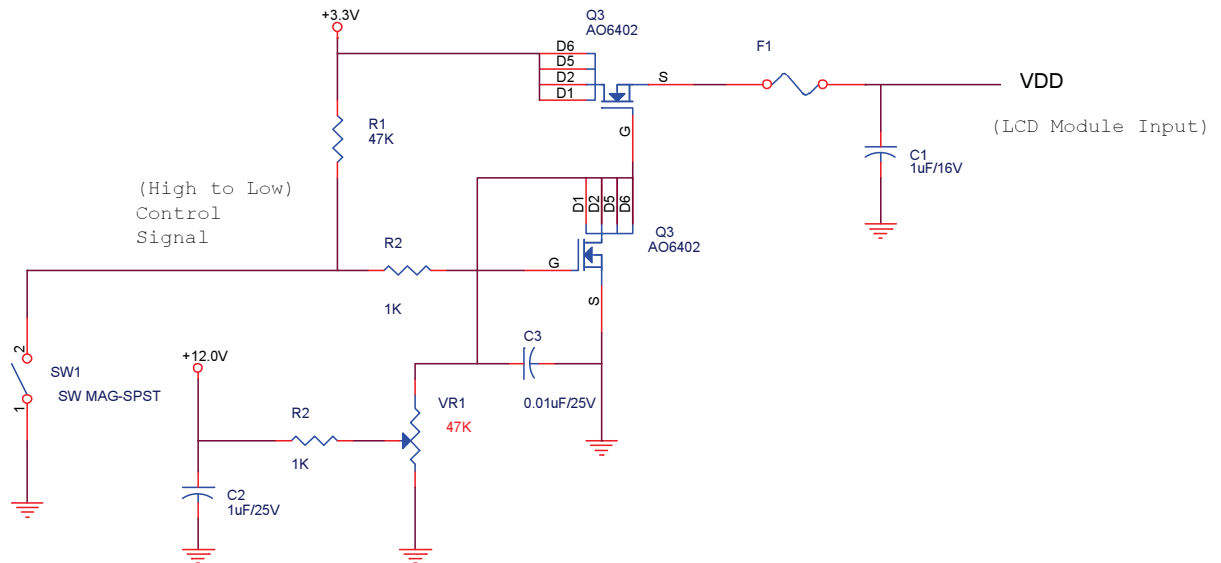 +3.3V
Q3
AO6402
F1
D6
D5
D2
D1
S
VDD
(LCD Module Input)
G
R1
47K
C1
1uF/16V
(High to Low)
Control
Signal
D1
D2
D5
D6
Q3
AO6402
R2
G
1K
S
C3
0.01uF/25V
+12.0V
2
SW1
SW MAG-SPST
1
VR1
47K
R2
1K
C2
1uF/25V